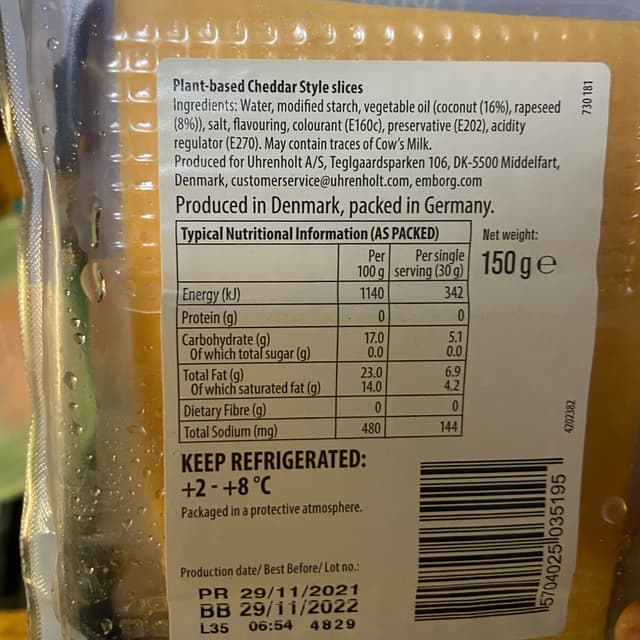 730 181
Plant-based Cheddar Style slices
Ingredients: Water, modified starch, vegetable oil (coconut (16%), rapeseed
(8%)), salt, flavouring, colourant (E160c), preservative (E202), acidity
regulator (E270). May contain traces of Cow's Milk.
Produced for Uhrenholt A/S, Teglgaardsparken 106, DK-5500 Middelfart,
Denmark, customerservice@uhrenholt.com, emborg.com
Produced in Denmark, packed in Germany.
Typical Nutritional Information (AS PACKED)
Per 100 g Per single serving (30 g)
Energy (kJ) 1140 342
Protein (g) 0 0
Carbohydrate (g) 17.0 5.1
Of which total sugar (g) 0.0 0.0
Total Fat (g) 23.0 6.9
Of which saturated fat (g) 14.0 4.2
Dietary Fibre (g) 0 0
Total Sodium (mg) 480 144
Net weight:
150 g e
4202382
KEEP REFRIGERATED:
+2 - +8 °C
Packaged in a protective atmosphere.
Production date/ Best Before/ Lot no.:
PR 29/11/2021
BB 29/11/2022
L35 06:54 4829
5704025 035195